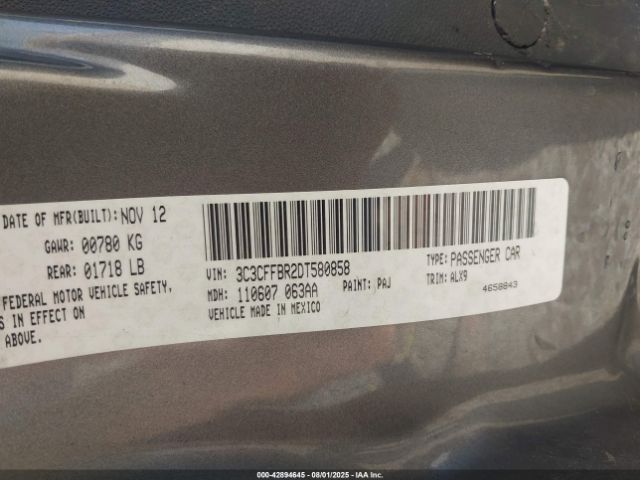 DATE OF MFR(BUILT): NOV 12
GAWR: 00780 KG
REAR: 01718 LB
FEDERAL MOTOR VEHICLE SAFETY,
S IN EFFECT ON
ABOVE.
VIN: 3C3CFFBR2DT580858
MDH: 110607 063AA PAINT: PAJ
VEHICLE MADE IN MEXICO
TYPE: PASSENGER CAR
TRIM: ALX9
4658843
000-42894645 - 08/01/2025 - IAA Inc.